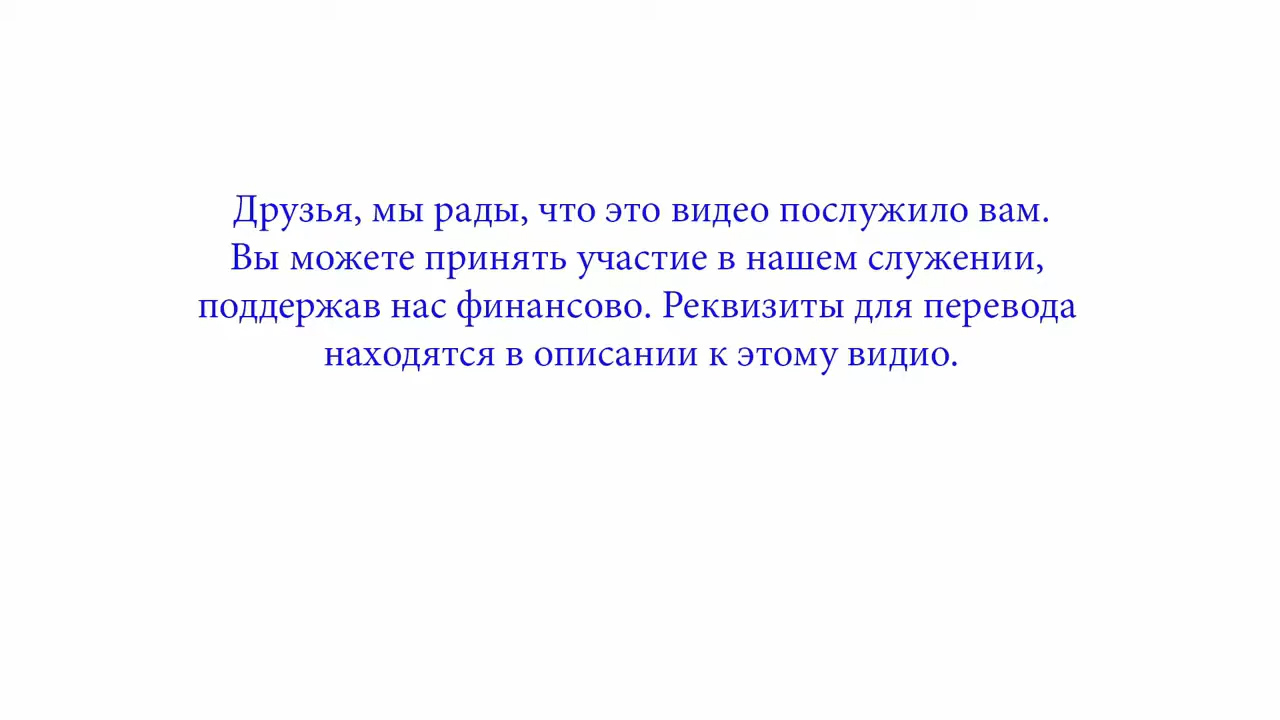 Друзья, мы рады, что это видео послужило вам.
Вы можете принять участие в нашем служении,
поддержав нас финансово. Реквизиты для перевода
находятся в описании к этому видио.